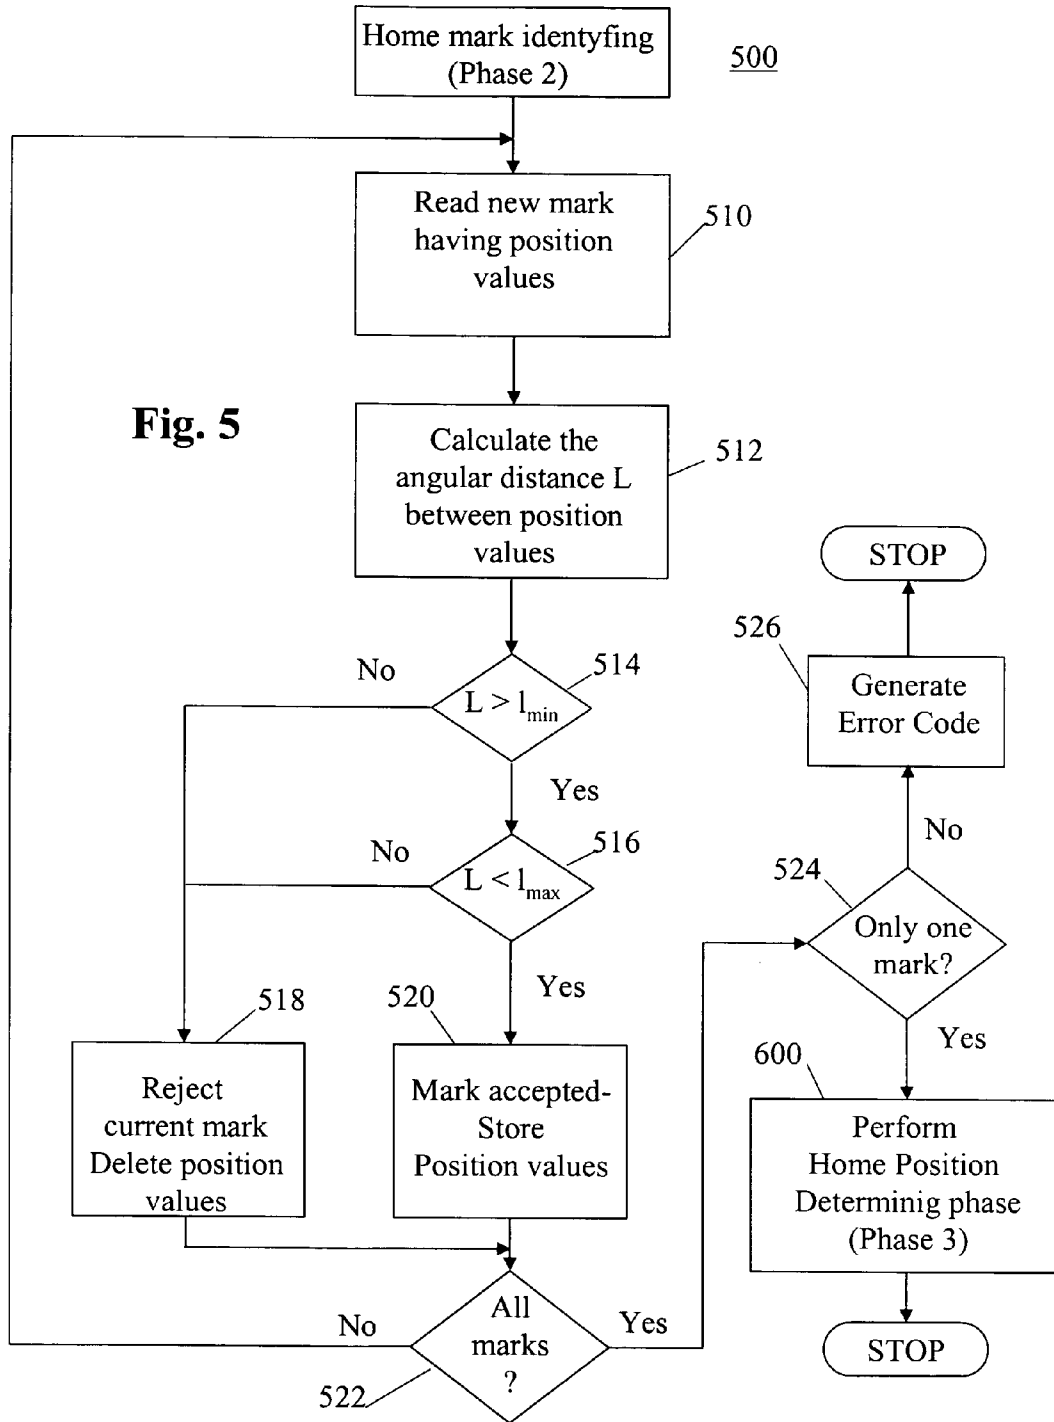 Home mark identyfing
(Phase 2)
500
Read new mark
having position
values
510
Fig. 5
Calculate the
angular distance L
between position
values
512
STOP
526
Generate
Error Code
No
514
L > l_min
Yes
No
516
L < l_max
Yes
No
524
Only one
mark?
Yes
518
Reject
current mark
Delete position
values
520
Mark accepted-
Store
Position values
600
Perform
Home Position
Determinig phase
(Phase 3)
No
All
marks
?
Yes
522
STOP